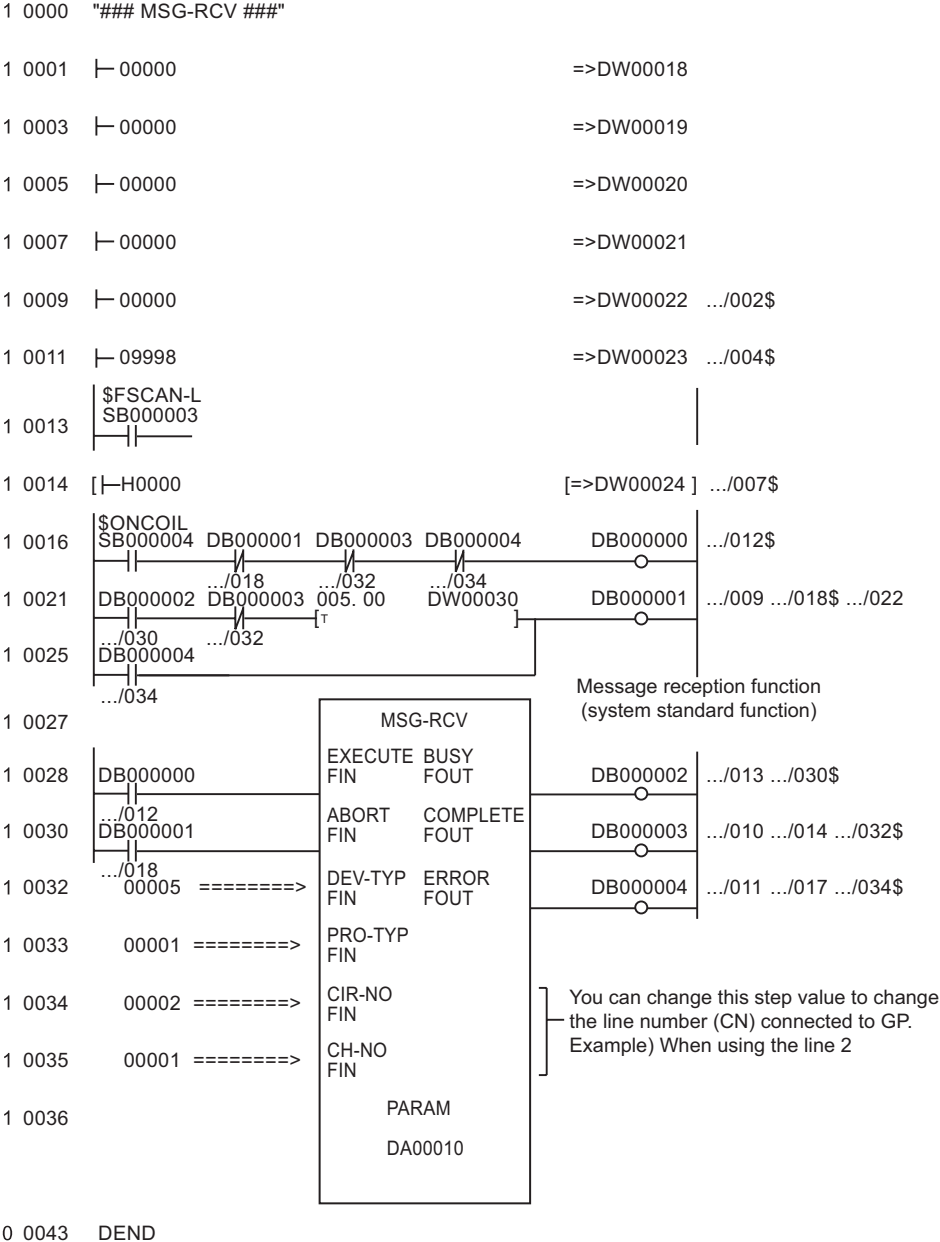 1 0000 "### MSG-RCV ###"
1 0001 00000 =>DW00018
1 0003 00000 =>DW00019
1 0005 00000 =>DW00020
1 0007 00000 =>DW00021
1 0009 00000 =>DW00022 .../002$
1 0011 09998 =>DW00023 .../004$
$FSCAN-L
1 0013 SB000003
1 0014 [ H0000 [=>DW00024 ] .../007$
$ONCOIL
1 0016 SB000004 DB000001 DB000003 DB000004 DB000000 .../012$
.../018 .../032 .../034
1 0021 DB000002 DB000003 005. 00 DW00030 DB000001 .../009 .../018$ .../022
[T ]
.../030 .../032
1 0025 DB000004
.../034
Message reception function
(system standard function)
1 0027 MSG-RCV
EXECUTE BUSY
1 0028 DB000000 FIN FOUT DB000002 .../013 .../030$
.../012
ABORT COMPLETE
1 0030 DB000001 FIN FOUT DB000003 .../010 .../014 .../032$
.../018
1 0032 00005 ========> DEV-TYP ERROR DB000004 .../011 .../017 .../034$
FIN FOUT
PRO-TYP
1 0033 00001 ========> FIN
CIR-NO
1 0034 00002 ========> FIN
CH-NO
1 0035 00001 ========> FIN
You can change this step value to change
the line number (CN) connected to GP.
Example) When using the line 2
PARAM
1 0036
DA00010
0 0043 DEND